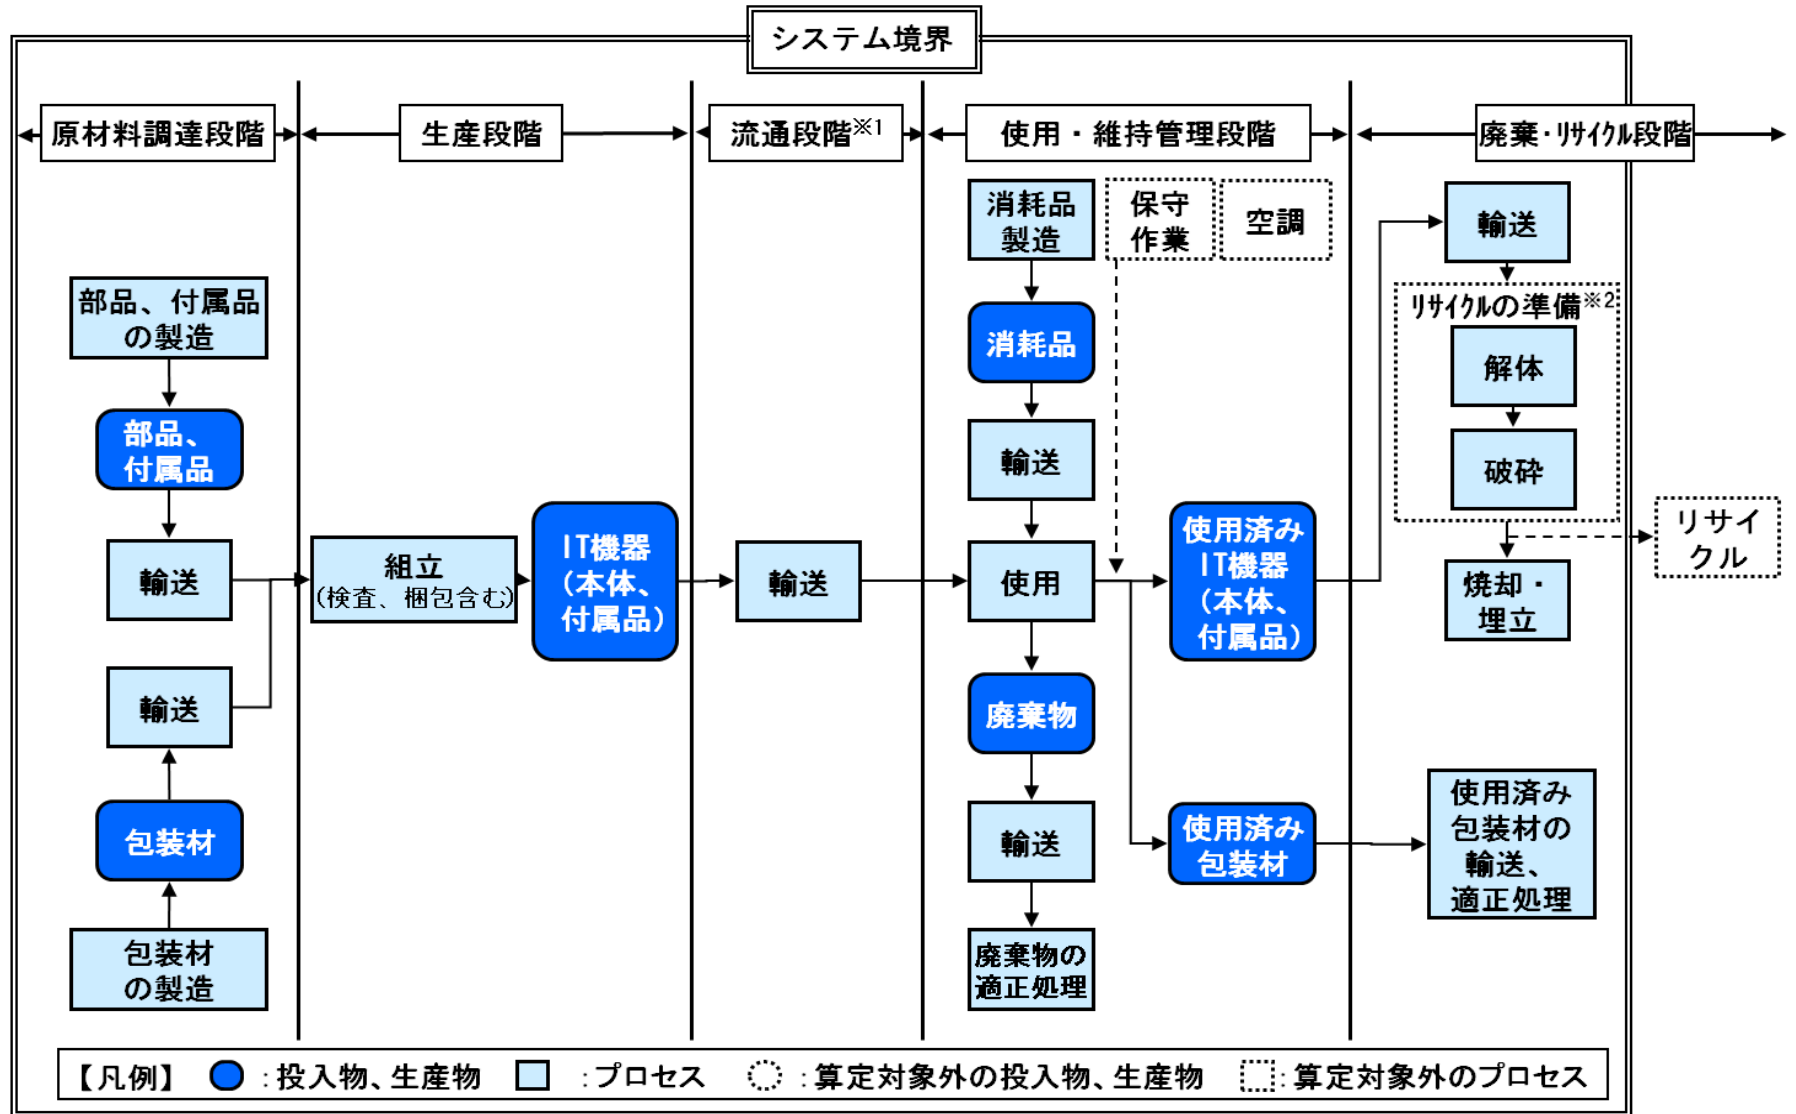 システム境界
原材料調達段階
生産段階
流通段階※1
使用・維持管理段階
廃棄・リサイクル段階
部品、付属品
の製造
部品、
付属品
輸送
輸送
包装材
包装材
の製造
組立
(検査、梱包含む)
IT機器
(本体、
付属品)
輸送
消耗品
製造
消耗品
輸送
使用
廃棄物
輸送
廃棄物の
適正処理
保守
作業
空調
使用済み
IT機器
(本体、
付属品)
使用済み
包装材
輸送
リサイクルの準備※2
解体
破砕
焼却・
埋立
リサイ
クル
使用済み
包装材の
輸送、
適正処理
【凡例】 :投入物、生産物 :プロセス :算定対象外の投入物、生産物 :算定対象外のプロセス